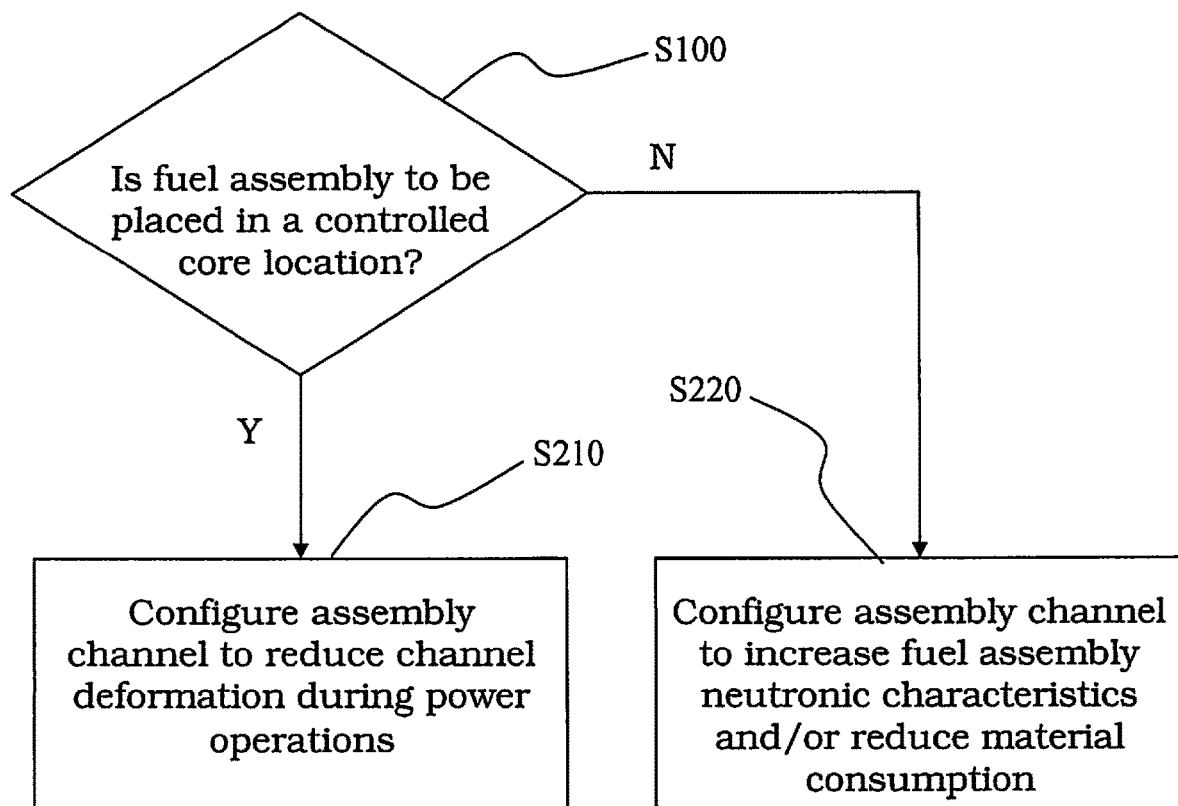 S100
N
Is fuel assembly to be
placed in a controlled
core location?
S220
Y
S210
Configure assembly
channel to reduce channel
deformation during power
operations
Configure assembly channel
to increase fuel assembly
neutronic characteristics
and/or reduce material
consumption